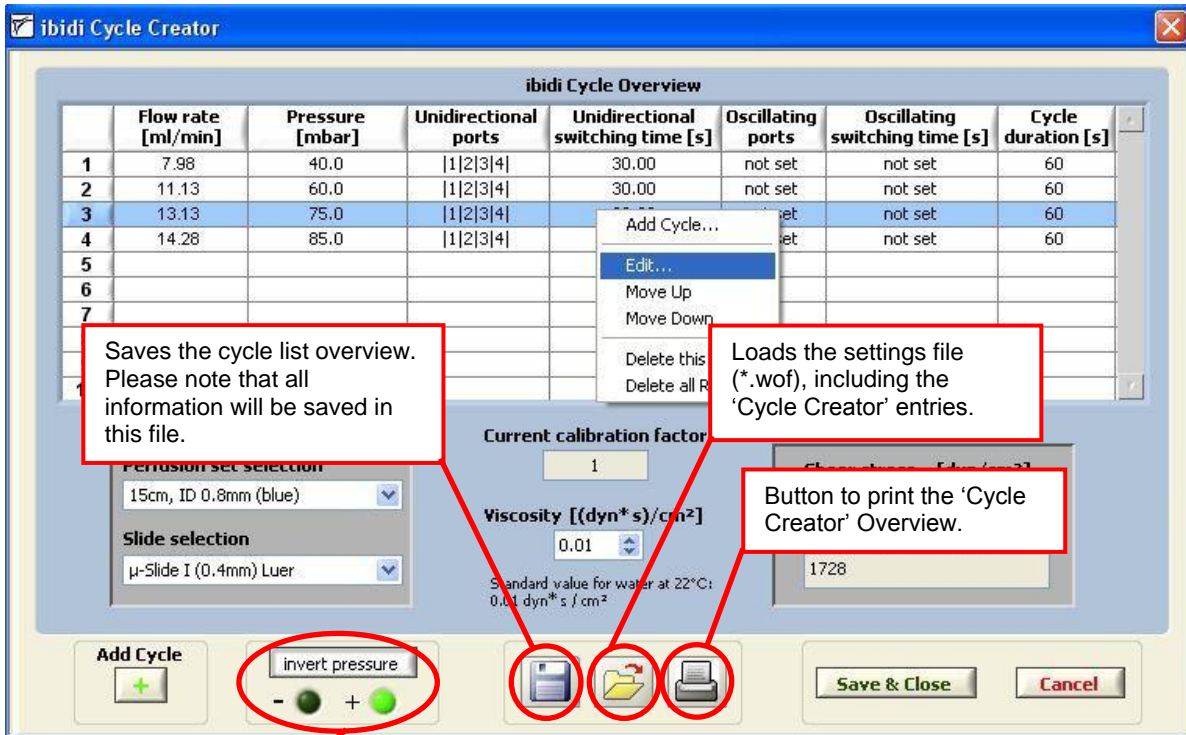 ibidi Cycle Creator
ibidi Cycle Overview
Flow rate [ml/min] Pressure [mbar] Unidirectional ports Unidirectional switching time [s] Oscillating ports Oscillating switching time [s] Cycle duration [s]
1 7.98 40.0 |1|2|3|4| 30.00 not set not set 60
2 11.13 60.0 |1|2|3|4| 30.00 not set not set 60
3 13.13 75.0 |1|2|3|4| not set 60
4 14.28 85.0 |1|2|3|4| not set 60
5
6
7
Add Cycle...
Edit...
Move Up
Move Down
Delete this
Delete all R
Saves the cycle list overview.
Please note that all
information will be saved in
this file.
Loads the settings file
(*.wof), including the
‘Cycle Creator’ entries.
Button to print the ‘Cycle
Creator’ Overview.
Perfusion set selection
15cm, ID 0.8mm (blue)
Slide selection
µ-Slide I (0.4mm) Luer
Current calibration factor
1
Viscosity [(dyn*s)/cm²]
0.01
Standard value for water at 22°C:
0.01 dyn* s / cm²
1728
Add Cycle
+
invert pressure
- +
Save & Close
Cancel